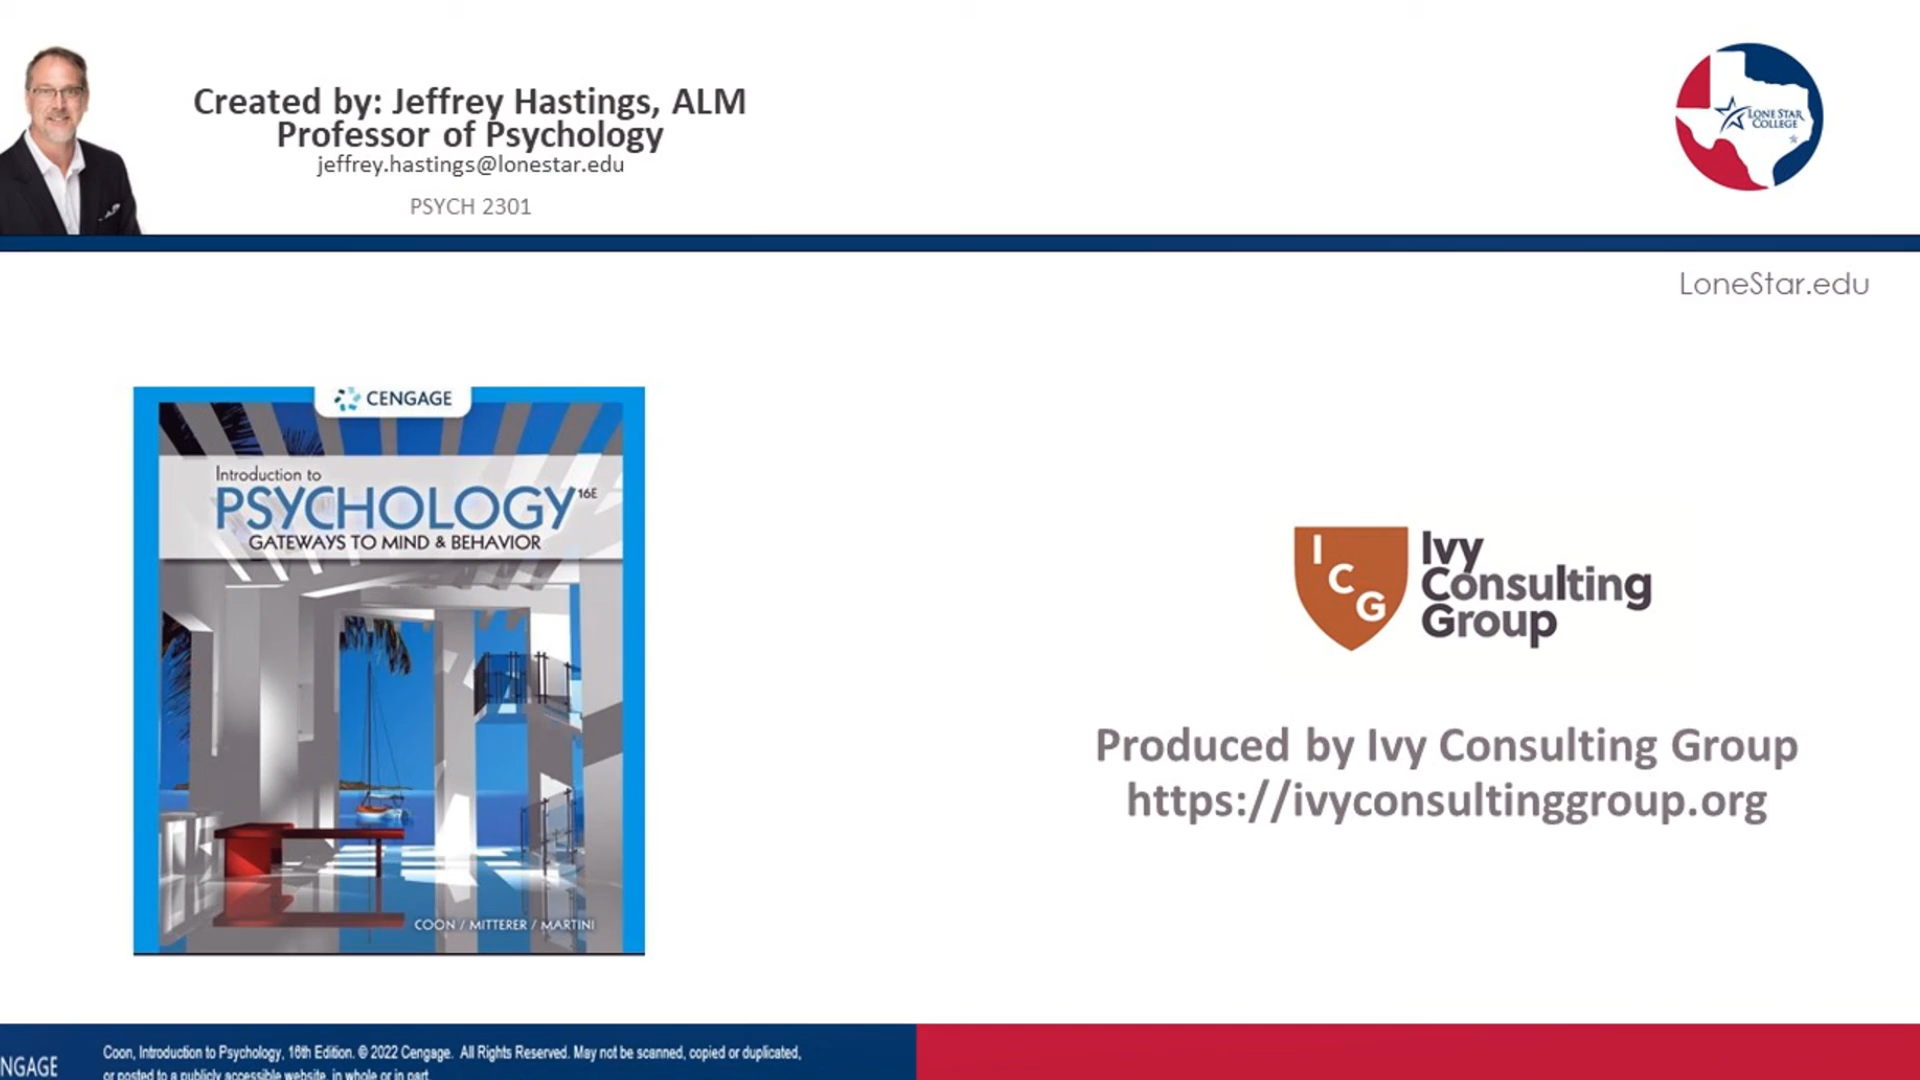 Created by: Jeffrey Hastings, ALM
Professor of Psychology
jeffrey.hastings@lonestar.edu
PSYCH 2301
LONE STAR
COLLEGE
LoneStar.edu
CENGAGE
Introduction to
PSYCHOLOGY 16E
GATEWAYS TO MIND & BEHAVIOR
COON / MITTERER / MARTINI
I
C
G
Ivy
Consulting
Group
Produced by Ivy Consulting Group
https://ivyconsultinggroup.org
NGAGE
Coon, Introduction to Psychology, 16th Edition. © 2022 Cengage. All Rights Reserved. May not be scanned, copied or duplicated,
or posted to a publicly accessible website, in whole or in part